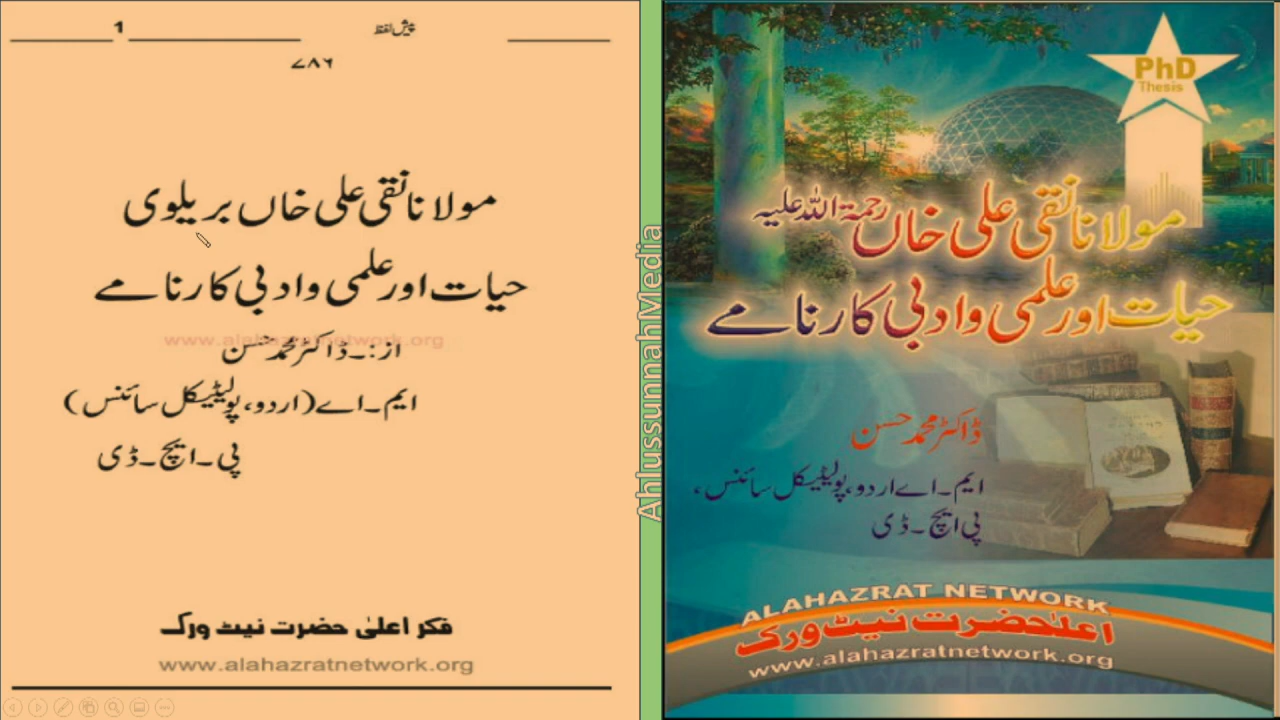 پیش لفظ
1
۷۸۶
مولانا نقی علی خاں بریلوی
حیات اور علمی و ادبی کارنامے
www.alahazratnetwork.org
از:۔ڈاکٹر محمد حسن
ایم۔اے(اردو، پولیٹیکل سائنس)
پی۔ایچ۔ڈی
فکر اعلیٰ حضرت نیٹ ورک
www.alahazratnetwork.org
AhlussunnahMedia
PhD
Thesis
مولانا نقی علی خاں رحمۃ اللہ علیہ
حیات اور علمی و ادبی کارنامے
ڈاکٹر محمد حسن
ایم۔اے اردو، پولیٹیکل سائنس،
پی ایچ۔ڈی
ALAHAZRAT NETWORK
اعلحضرت نیٹ ورک
www.alahazratnetwork.org